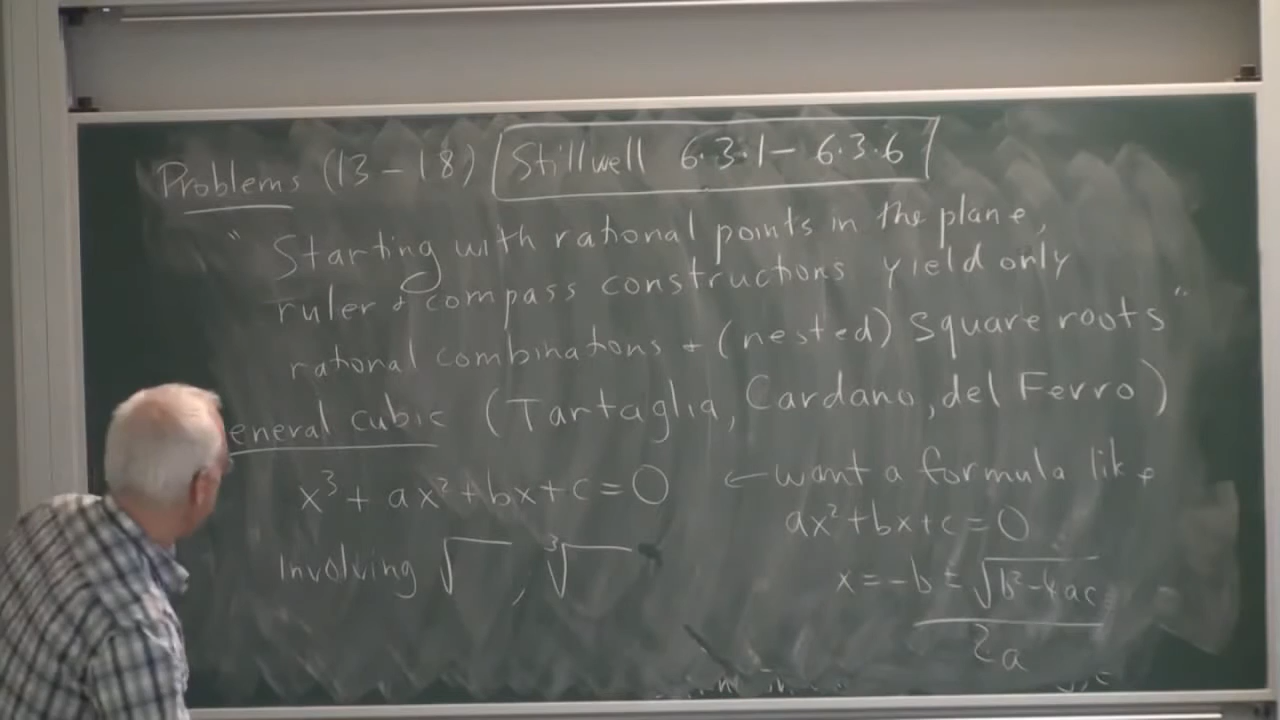 Problems (13 – 18) Stillwell 6.3.1 – 6.3.6
" Starting with rational points in the plane,
ruler + compass constructions yield only
rational combinatons + (nested) square roots "
eneral cubic (Tartaglia, Cardano, del Ferro)
x³ + ax² + bx + c = 0 ← want a formula like
ax² + bx + c = 0
Involving √ , ∛
x = -b ± √b² - 4ac
2a